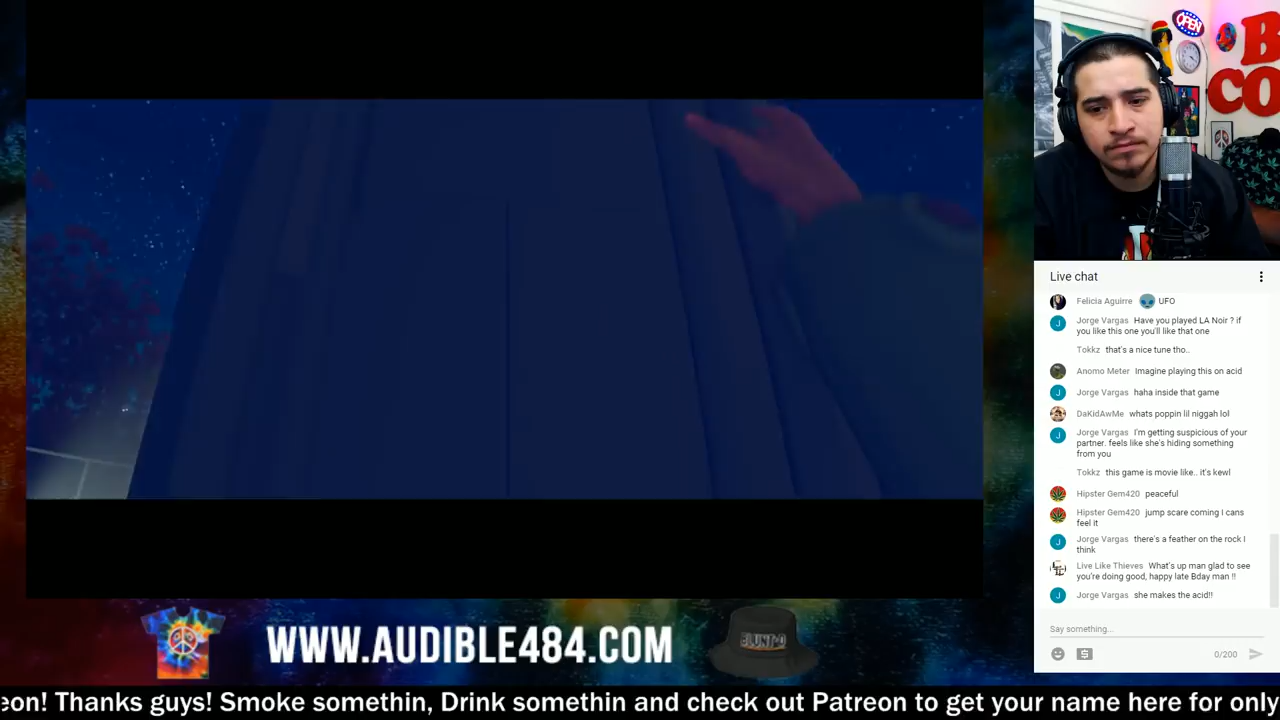 OPEN
B
CO
Live chat
Felicia Aguirre UFO
Jorge Vargas Have you played LA Noir ? if
you like this one you'll like that one
Tokkz that's a nice tune tho..
Anomo Meter Imagine playing this on acid
Jorge Vargas haha inside that game
DaKidAwMe whats poppin lil niggah lol
Jorge Vargas I'm getting suspicious of your
partner. feels like she's hiding something
from you
Tokkz this game is movie like.. it's kewl
Hipster Gem420 peaceful
Hipster Gem420 jump scare coming I cans
feel it
Jorge Vargas there's a feather on the rock I
think
Live Like Thieves What's up man glad to see
you're doing good, happy late Bday man !!
Jorge Vargas she makes the acid!!
Say something...
0/200
WWW.AUDIBLE484.COM
eon! Thanks guys! Smoke somethin, Drink somethin and check out Patreon to get your name here for only